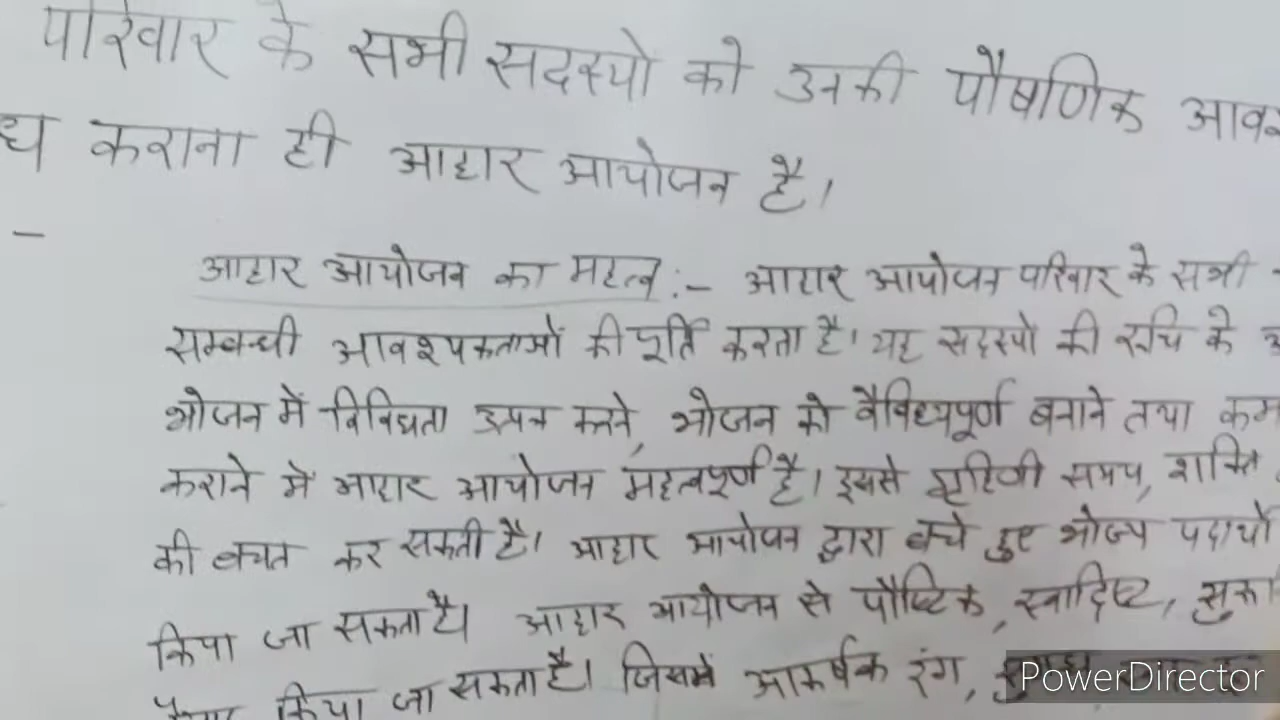 परिवार के सभी सदस्यो को उनकी पौषणिक
कराना ही आहार आयोजन है।
-
आहार आयोजन का महत्व :- आहार आयोजन परिवार के सभी
सम्बन्धी आवश्यकताओं की पूर्ति करता है। यह सदस्यो की रूचि के
भोजन में विविधता उत्पन्न करने, भोजन को वैविध्यपूर्ण बनाने तथा कम
कराने में आहार आयोजन महत्वपूर्ण है। इससे गृहिणी समय, शक्ति
की बचत कर सकती है। आहार आयोजन द्वारा बचे हुए भोज्य पदार्थो
किया जा सकता है। आहार आयोजन से पौष्टिक, स्वादिष्ट,
किया जा सकता है। जिसमें आकर्षक रंग,
PowerDirector